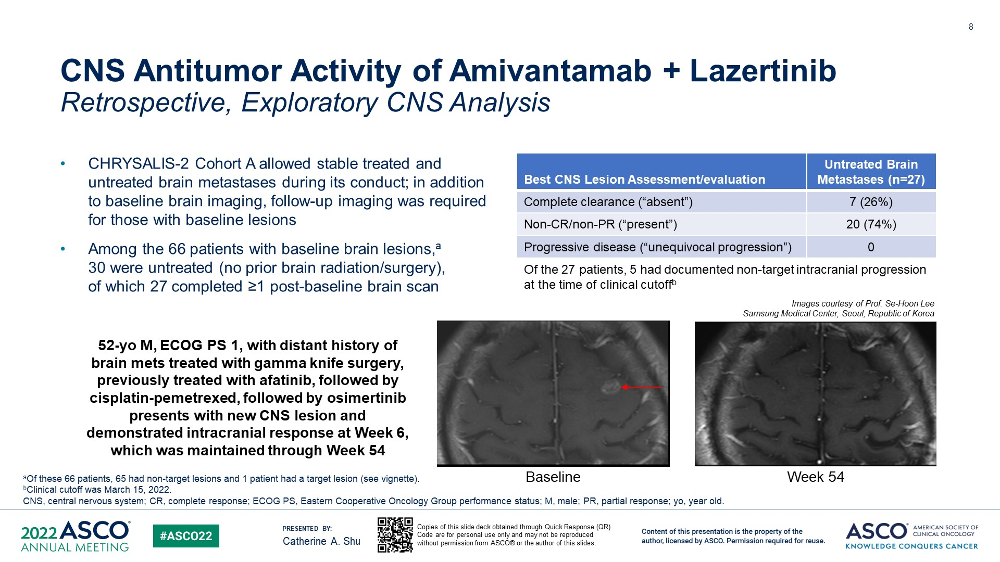 8
CNS Antitumor Activity of Amivantamab + Lazertinib
Retrospective, Exploratory CNS Analysis
• CHRYSALIS-2 Cohort A allowed stable treated and
untreated brain metastases during its conduct; in addition
to baseline brain imaging, follow-up imaging was required
for those with baseline lesions
• Among the 66 patients with baseline brain lesions,ᵃ
30 were untreated (no prior brain radiation/surgery),
of which 27 completed ≥1 post-baseline brain scan
Best CNS Lesion Assessment/evaluation
Untreated Brain
Metastases (n=27)
Complete clearance (“absent”) 7 (26%)
Non-CR/non-PR (“present”) 20 (74%)
Progressive disease (“unequivocal progression”) 0
Of the 27 patients, 5 had documented non-target intracranial progression
at the time of clinical cutoffᵇ
Images courtesy of Prof. Se-Hoon Lee
Samsung Medical Center, Seoul, Republic of Korea
52-yo M, ECOG PS 1, with distant history of
brain mets treated with gamma knife surgery,
previously treated with afatinib, followed by
cisplatin-pemetrexed, followed by osimertinib
presents with new CNS lesion and
demonstrated intracranial response at Week 6,
which was maintained through Week 54
Baseline
Week 54
ᵃOf these 66 patients, 65 had non-target lesions and 1 patient had a target lesion (see vignette).
ᵇClinical cutoff was March 15, 2022.
CNS, central nervous system; CR, complete response; ECOG PS, Eastern Cooperative Oncology Group performance status; M, male; PR, partial response; yo, year old.
2022 ASCO®
ANNUAL MEETING
#ASCO22
PRESENTED BY:
Catherine A. Shu
Copies of this slide deck obtained through Quick Response (QR)
Code are for personal use only and may not be reproduced
without permission from ASCO® or the author of this slides.
Content of this presentation is the property of the
author, licensed by ASCO. Permission required for reuse.
ASCO® AMERICAN SOCIETY OF
CLINICAL ONCOLOGY
KNOWLEDGE CONQUERS CANCER